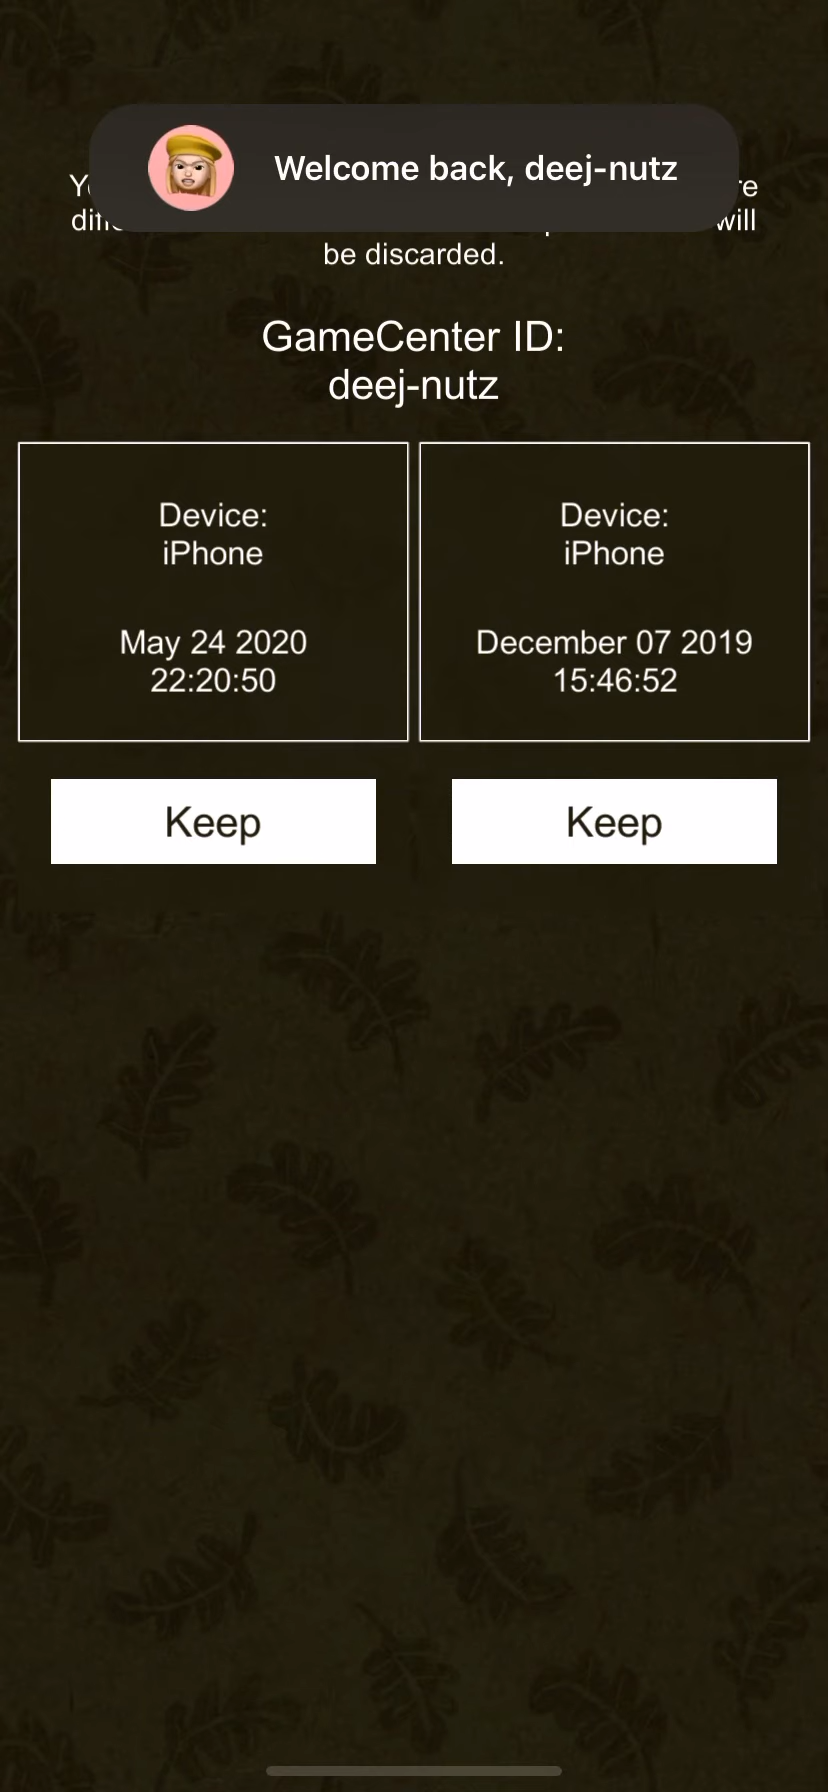 Welcome back, deej-nutz
will
be discarded.
GameCenter ID:
deej-nutz
Device:
iPhone
May 24 2020
22:20:50
Device:
iPhone
December 07 2019
15:46:52
Keep
Keep